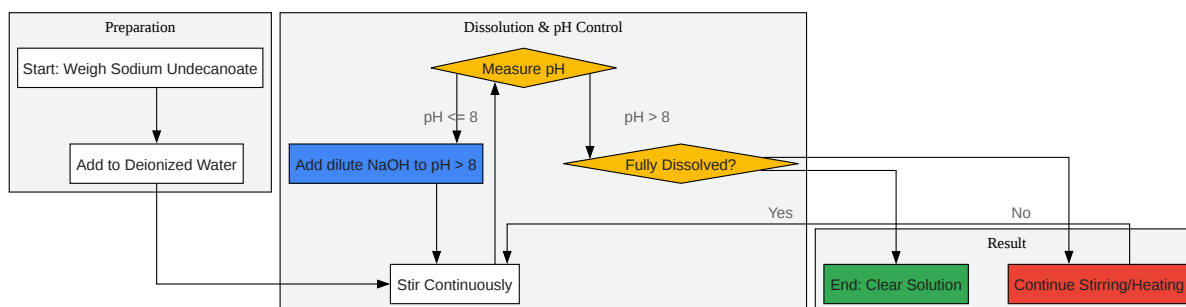 Preparation
Start: Weigh Sodium Undecanoate
Add to Deionized Water
Dissolution & pH Control
Measure pH
pH <= 8
pH > 8
Add dilute NaOH to pH > 8
Fully Dissolved?
Yes
No
Stir Continuously
Result
End: Clear Solution
Continue Stirring/Heating